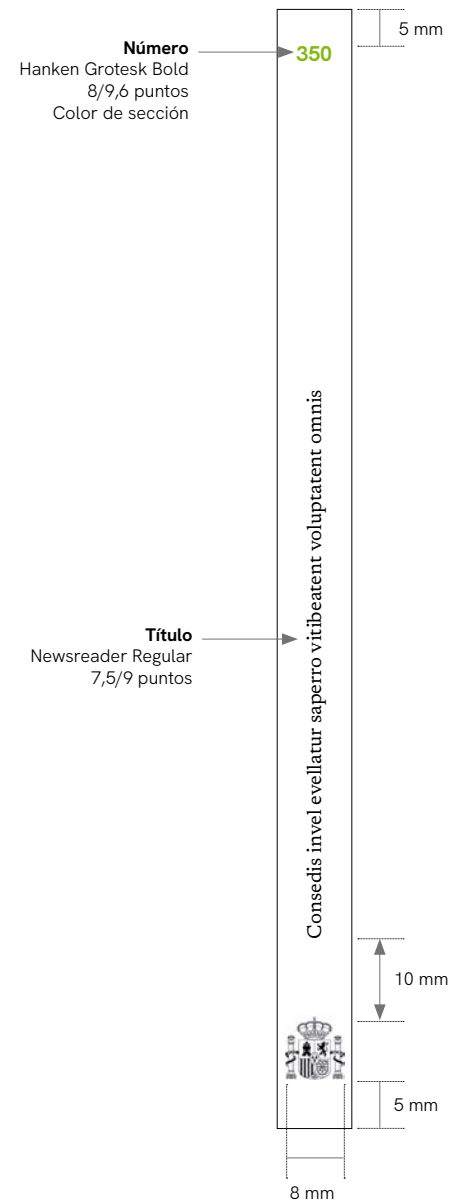 5 mm
Número
Hanken Grotesk Bold
8/9,6 puntos
Color de sección
350
Consedis invel evellatur saperro vitibeatent voluptatent omnis
Título
Newsreader Regular
7,5/9 puntos
10 mm
5 mm
8 mm